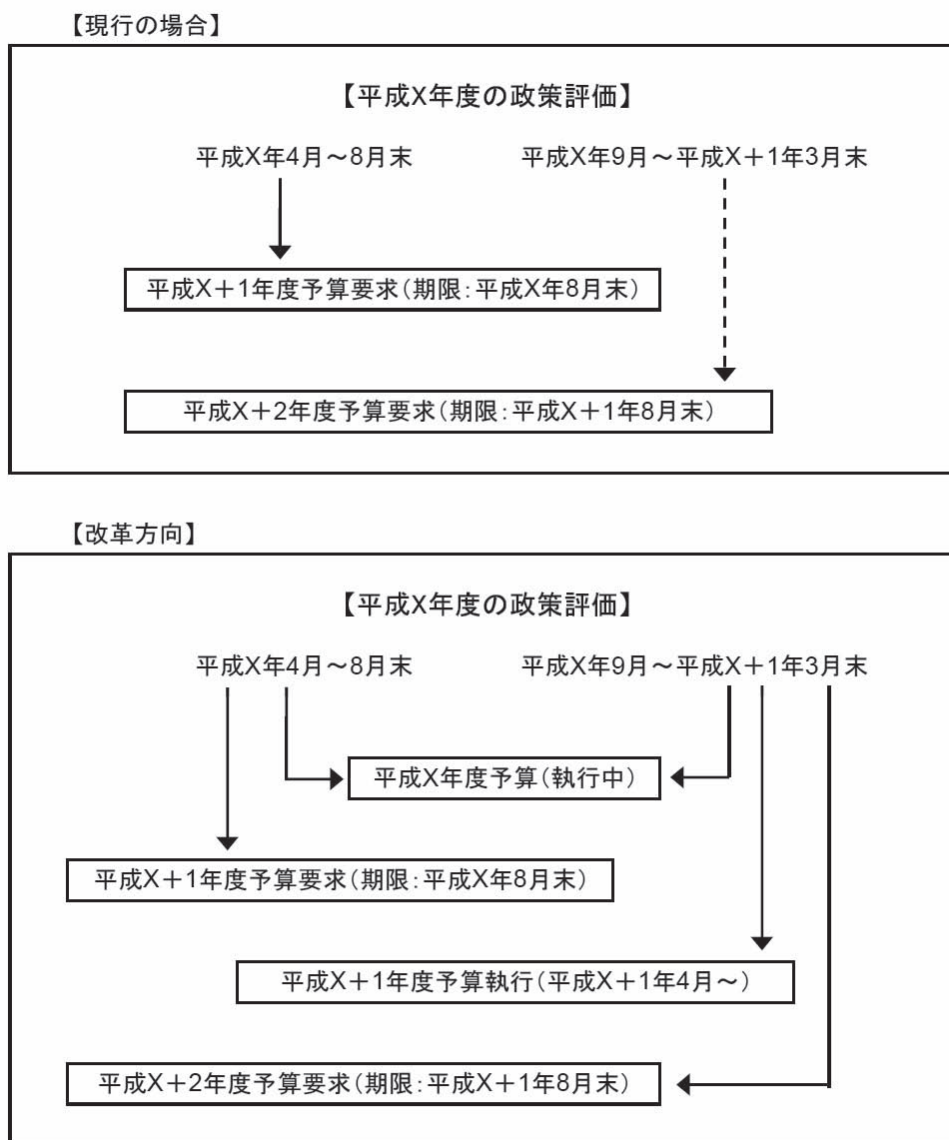 【現行の場合】
【平成X年度の政策評価】
平成X年4月～8月末
平成X年9月～平成X＋1年3月末
平成X＋1年度予算要求（期限：平成X年8月末）
平成X＋2年度予算要求（期限：平成X＋1年8月末）
【改革方向】
【平成X年度の政策評価】
平成X年4月～8月末
平成X年9月～平成X＋1年3月末
平成X年度予算（執行中）
平成X＋1年度予算要求（期限：平成X年8月末）
平成X＋1年度予算執行（平成X＋1年4月～）
平成X＋2年度予算要求（期限：平成X＋1年8月末）